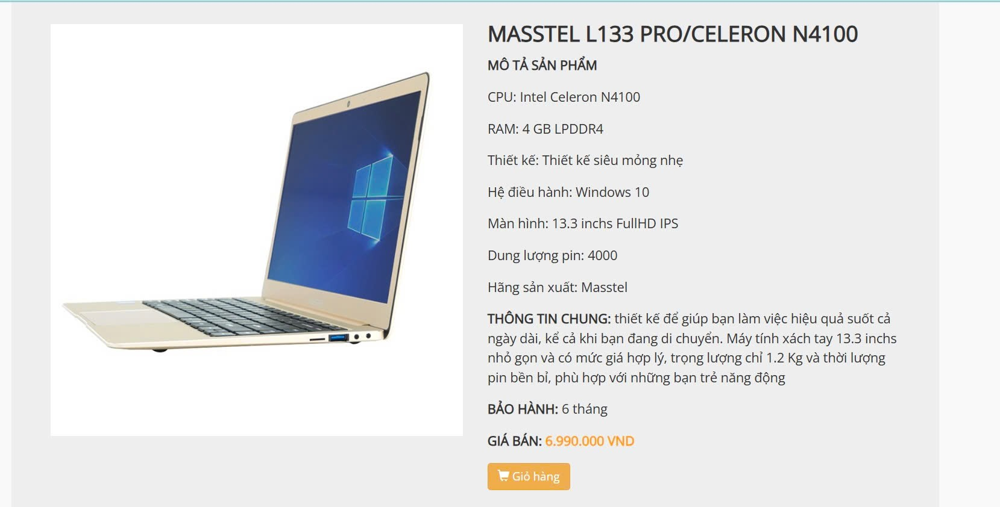 MASSTEL L133 PRO/CELERON N4100
MÔ TẢ SẢN PHẨM
CPU: Intel Celeron N4100
RAM: 4 GB LPDDR4
Thiết kế: Thiết kế siêu mỏng nhẹ
Hệ điều hành: Windows 10
Màn hình: 13.3 inchs FullHD IPS
Dung lượng pin: 4000
Hãng sản xuất: Masstel
THÔNG TIN CHUNG: thiết kế để giúp bạn làm việc hiệu quả suốt cả
ngày dài, kể cả khi bạn đang di chuyển. Máy tính xách tay 13.3 inchs
nhỏ gọn và có mức giá hợp lý, trọng lượng chỉ 1.2 Kg và thời lượng
pin bền bỉ, phù hợp với những bạn trẻ năng động
BẢO HÀNH: 6 tháng
GIÁ BÁN: 6.990.000 VND
Giỏ hàng